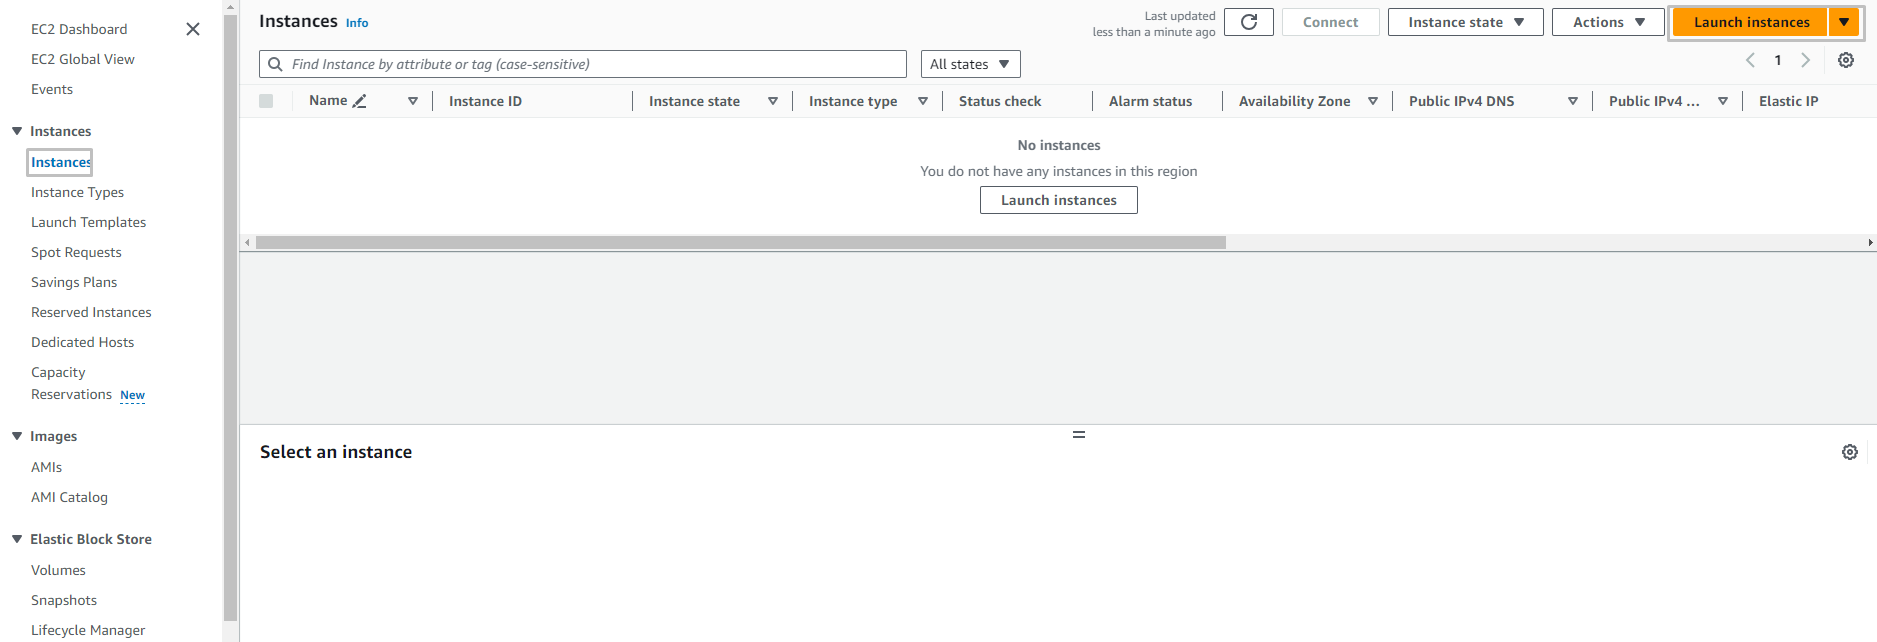 EC2 Dashboard
EC2 Global View
Events
Instances
Instances
Instance Types
Launch Templates
Spot Requests
Savings Plans
Reserved Instances
Dedicated Hosts
Capacity
Reservations New
Images
AMIs
AMI Catalog
Elastic Block Store
Volumes
Snapshots
Lifecycle Manager
Instances Info
Last updated
less than a minute ago
Connect
Instance state
Actions
Launch instances
Find Instance by attribute or tag (case-sensitive)
All states
1
Name
Instance ID
Instance state
Instance type
Status check
Alarm status
Availability Zone
Public IPv4 DNS
Public IPv4 ...
Elastic IP
No instances
You do not have any instances in this region
Launch instances
Select an instance